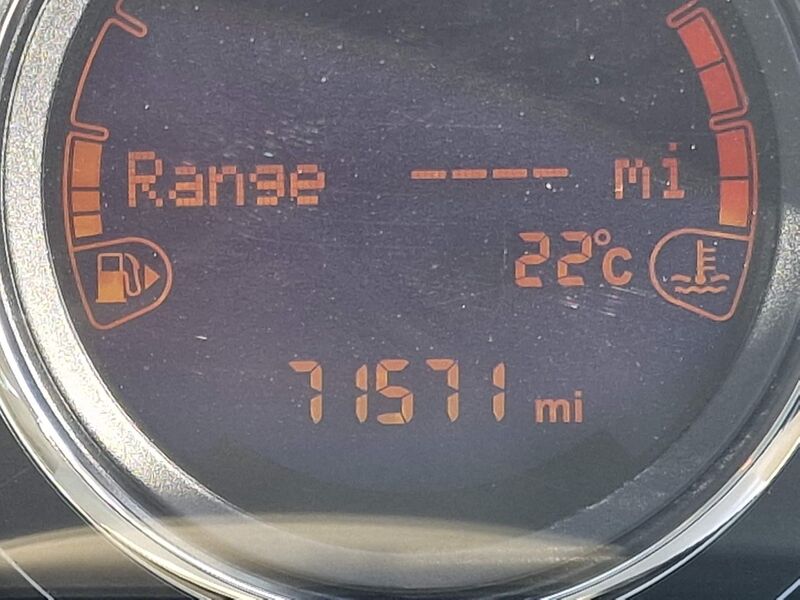 Range ---- mi
22°C
71571 mi